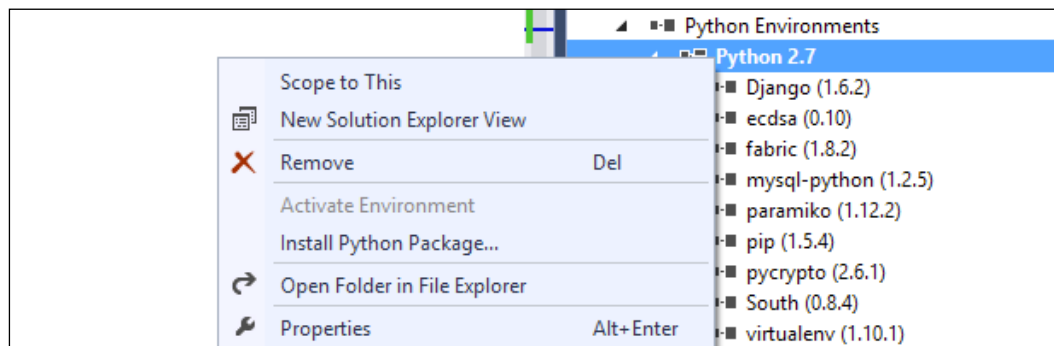 Python Environments
Python 2.7
Scope to This
Django (1.6.2)
New Solution Explorer View
ecdsa (0.10)
fabric (1.8.2)
Remove Del
mysql-python (1.2.5)
Activate Environment
paramiko (1.12.2)
Install Python Package...
pip (1.5.4)
pycrypto (2.6.1)
Open Folder in File Explorer
South (0.8.4)
Properties Alt+Enter
virtualenv (1.10.1)